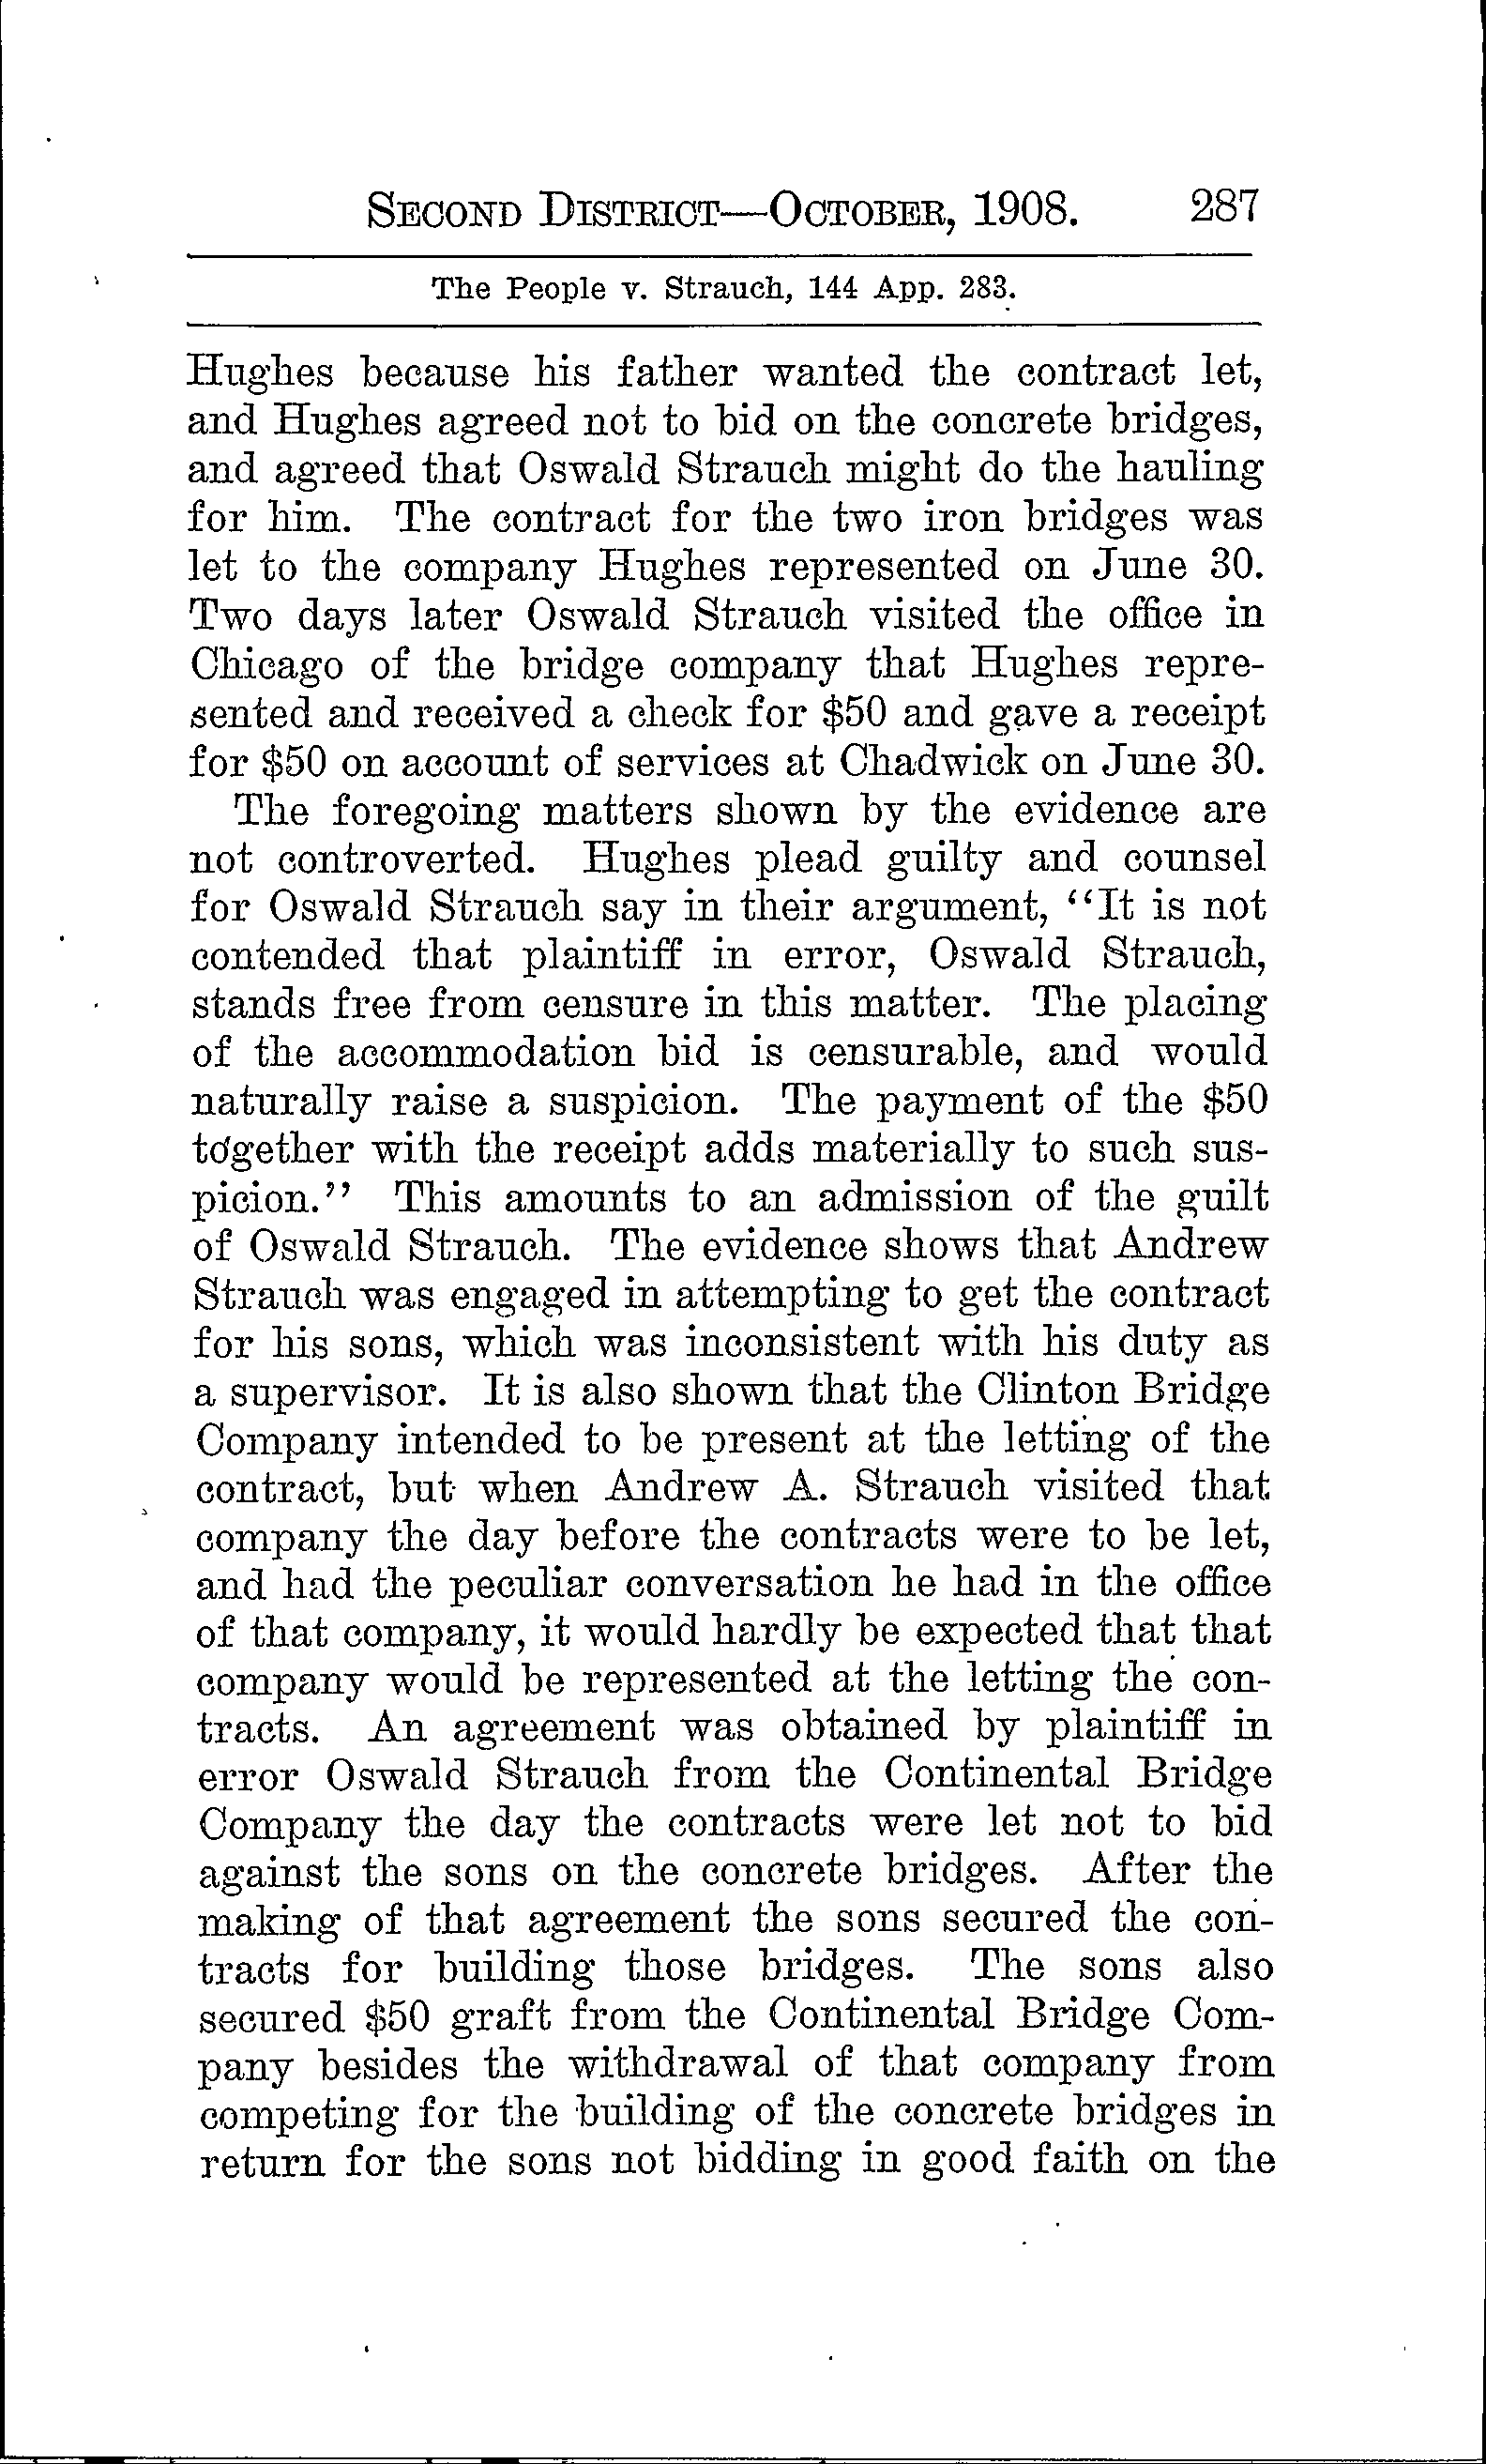 SECOND DISTRICT—OCTOBER, 1908. 287
The People v. Strauch, 144 App. 283.
Hughes because his father wanted the contract let,
and Hughes agreed not to bid on the concrete bridges,
and agreed that Oswald Strauch might do the hauling
for him. The contract for the two iron bridges was
let to the company Hughes represented on June 30.
Two days later Oswald Strauch visited the office in
Chicago of the bridge company that Hughes repre-
sented and received a check for $50 and gave a receipt
for $50 on account of services at Chadwick on June 30.
The foregoing matters shown by the evidence are
not controverted. Hughes plead guilty and counsel
for Oswald Strauch say in their argument, “It is not
contended that plaintiff in error, Oswald Strauch,
stands free from censure in this matter. The placing
of the accommodation bid is censurable, and would
naturally raise a suspicion. The payment of the $50
together with the receipt adds materially to such sus-
picion.” This amounts to an admission of the guilt
of Oswald Strauch. The evidence shows that Andrew
Strauch was engaged in attempting to get the contract
for his sons, which was inconsistent with his duty as
a supervisor. It is also shown that the Clinton Bridge
Company intended to be present at the letting of the
contract, but when Andrew A. Strauch visited that
company the day before the contracts were to be let,
and had the peculiar conversation he had in the office
of that company, it would hardly be expected that that
company would be represented at the letting the con-
tracts. An agreement was obtained by plaintiff in
error Oswald Strauch from the Continental Bridge
Company the day the contracts were let not to bid
against the sons on the concrete bridges. After the
making of that agreement the sons secured the con-
tracts for building those bridges. The sons also
secured $50 graft from the Continental Bridge Com-
pany besides the withdrawal of that company from
competing for the building of the concrete bridges in
return for the sons not bidding in good faith on the